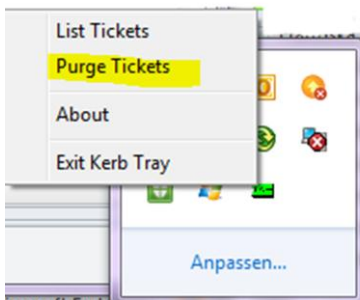 List Tickets
Purge Tickets
About
Exit Kerb Tray
Anpassen...